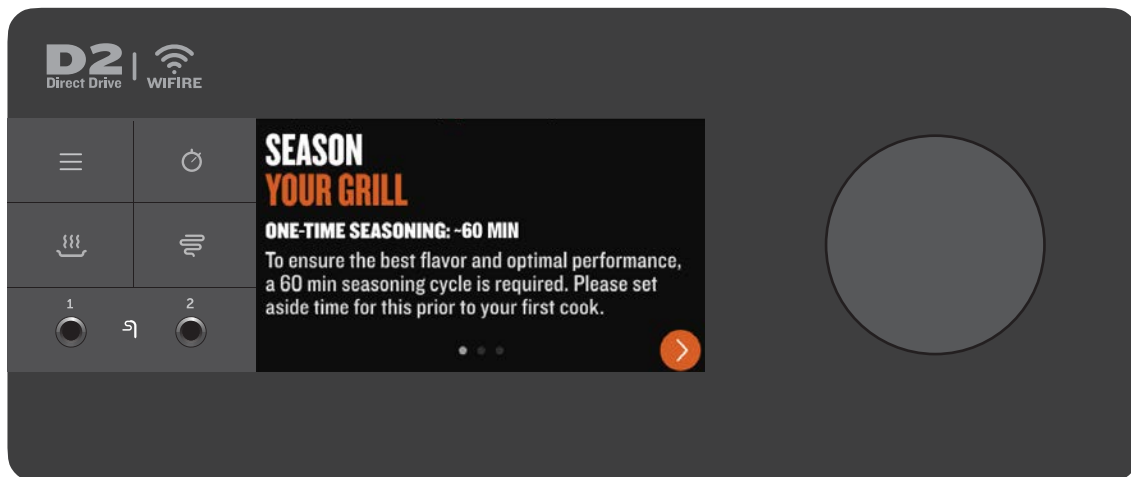 D2
Direct Drive
WIFIRE
SEASON
YOUR GRILL
ONE-TIME SEASONING: ~60 MIN
To ensure the best flavor and optimal performance,
a 60 min seasoning cycle is required. Please set
aside time for this prior to your first cook.
1
2